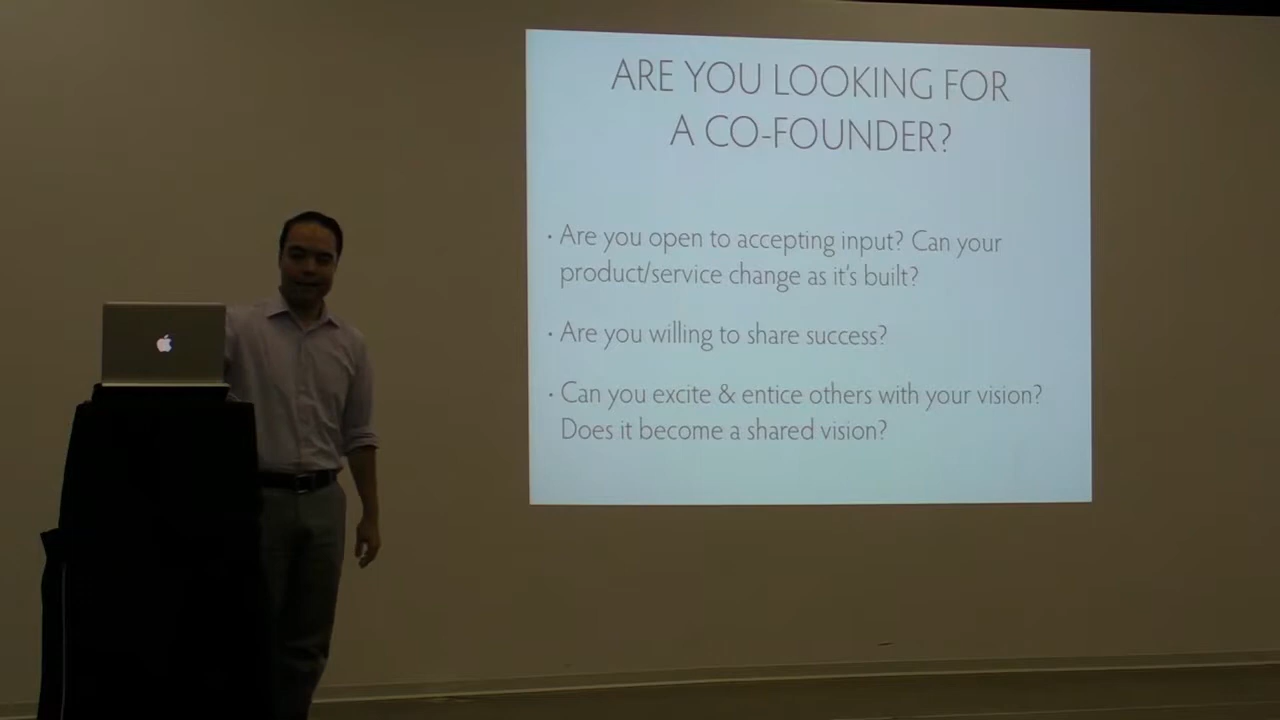 ARE YOU LOOKING FOR
A CO-FOUNDER?
· Are you open to accepting input? Can your
product/service change as it's built?
· Are you willing to share success?
· Can you excite & entice others with your vision?
Does it become a shared vision?